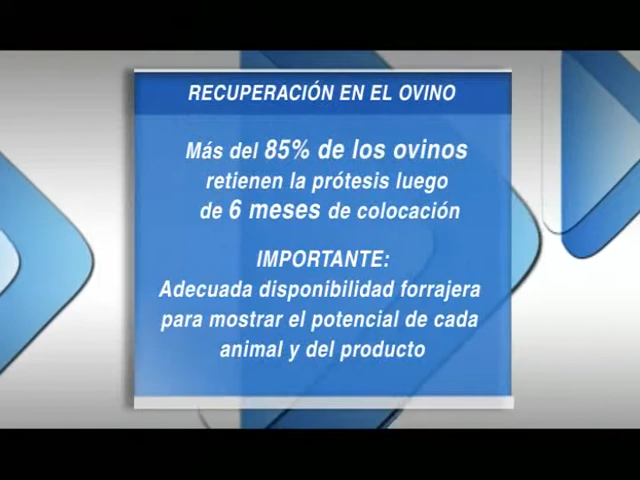 RECUPERACIÓN EN EL OVINO
Más del 85% de los ovinos
retienen la prótesis luego
de 6 meses de colocación
IMPORTANTE:
Adecuada disponibilidad forrajera
para mostrar el potencial de cada
animal y del producto